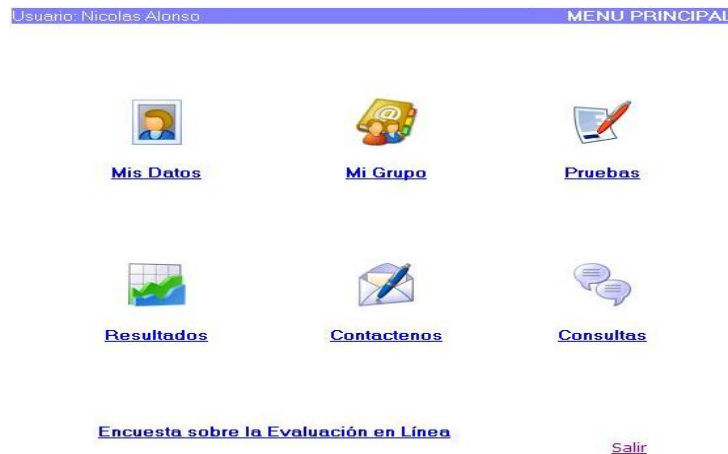 Usuario: Nicolas Alonso MENU PRINCIPAL
Mis Datos Mi Grupo Pruebas
Resultados Contactenos Consultas
Encuesta sobre la Evaluación en Línea
Salir